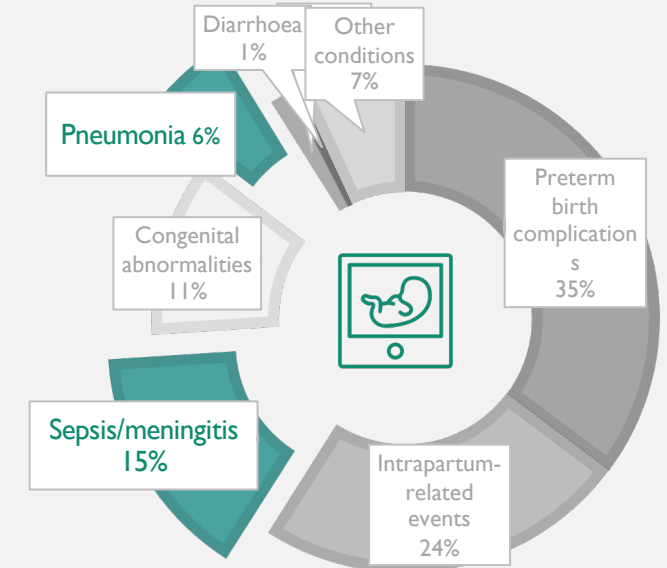 Diarrhoea
1%
Other
conditions
7%
Pneumonia 6%
Preterm
birth
complication
s
35%
Congenital
abnormalities
11%
Sepsis/meningitis
15%
Intrapartum-
related
events
24%